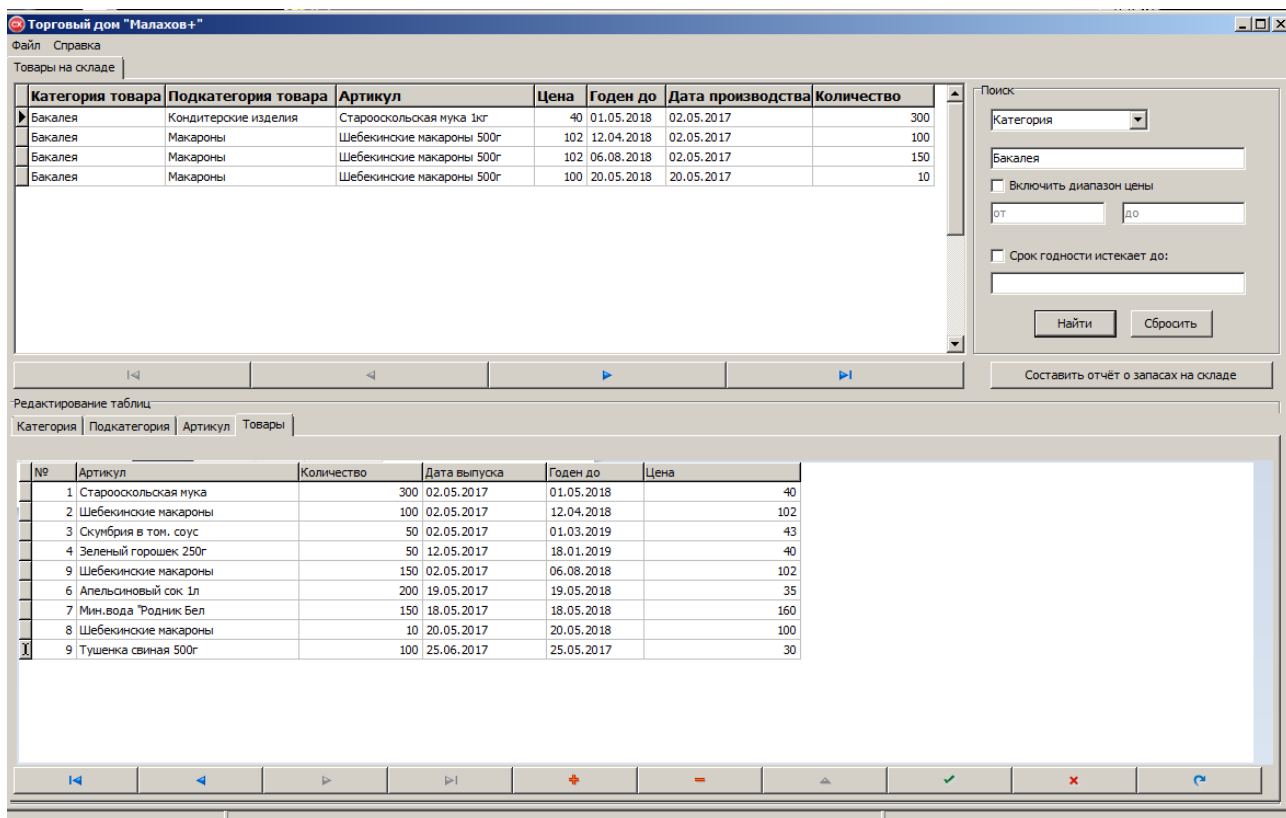 Торговый дом "Малахов+"
Файл Справка
Товары на складе
Категория товара Подкатегория товара Артикул Цена Годен до Дата производства Количество
Бакалея Кондитерские изделия Старооскольская мука 1кг 40 01.05.2018 02.05.2017 300
Бакалея Макароны Шебекинские макароны 500г 102 12.04.2018 02.05.2017 100
Бакалея Макароны Шебекинские макароны 500г 102 06.08.2018 02.05.2017 150
Бакалея Макароны Шебекинские макароны 500г 100 20.05.2018 20.05.2017 10
Поиск
Категория
Бакалея
Включить диапазон цены
от до
Срок годности истекает до:
Найти Сбросить
Составить отчёт о запасах на складе
Редактирование таблиц
Категория Подкатегория Артикул Товары
№ Артикул Количество Дата выпуска Годен до Цена
1 Старооскольская мука 300 02.05.2017 01.05.2018 40
2 Шебекинские макароны 100 02.05.2017 12.04.2018 102
3 Скумбрия в том. соус 50 02.05.2017 01.03.2019 43
4 Зеленый горошек 250г 50 12.05.2017 18.01.2019 40
9 Шебекинские макароны 150 02.05.2017 06.08.2018 102
6 Апельсиновый сок 1л 200 19.05.2017 19.05.2018 35
7 Мин.вода "Родник Бел 150 18.05.2017 18.05.2018 160
8 Шебекинские макароны 10 20.05.2017 20.05.2018 100
9 Тушенка свиная 500г 100 25.06.2017 25.05.2017 30